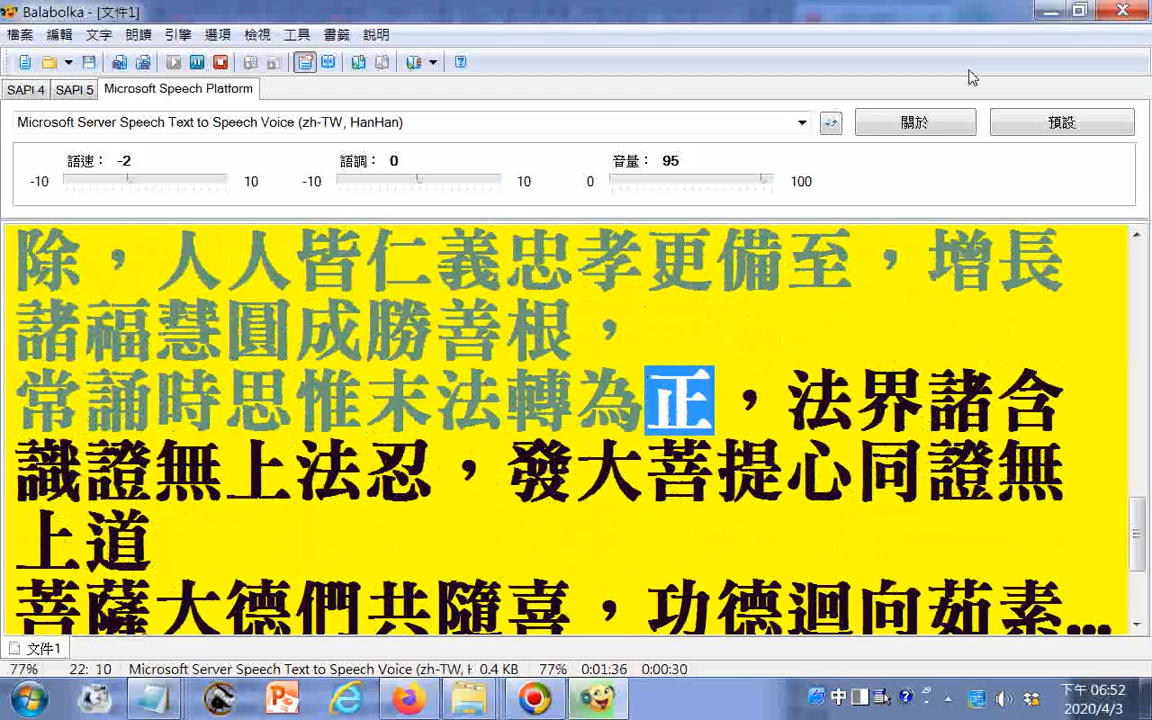 Balabolka - [文件1]
檔案 編輯 文字 朗讀 引擎 選項 檢視 工具 書籤 說明
SAPI 4 SAPI 5 Microsoft Speech Platform
Microsoft Server Speech Text to Speech Voice (zh-TW, HanHan) 關於 預設
語速： -2 語調： 0 音量： 95
-10 10 -10 10 0 100
除，人人皆仁義忠孝更備至，增長
諸福慧圓成勝善根，
常誦時思惟末法轉為正，法界諸含
識證無上法忍，發大菩提心同證無
上道
菩薩大德們共隨喜，功德迴向茹素...
文件1
77% 22: 10 Microsoft Server Speech Text to Speech Voice (zh-TW, H 0.4 KB 77% 0:01:36 0:00:30
中 下午 06:52
2020/4/3